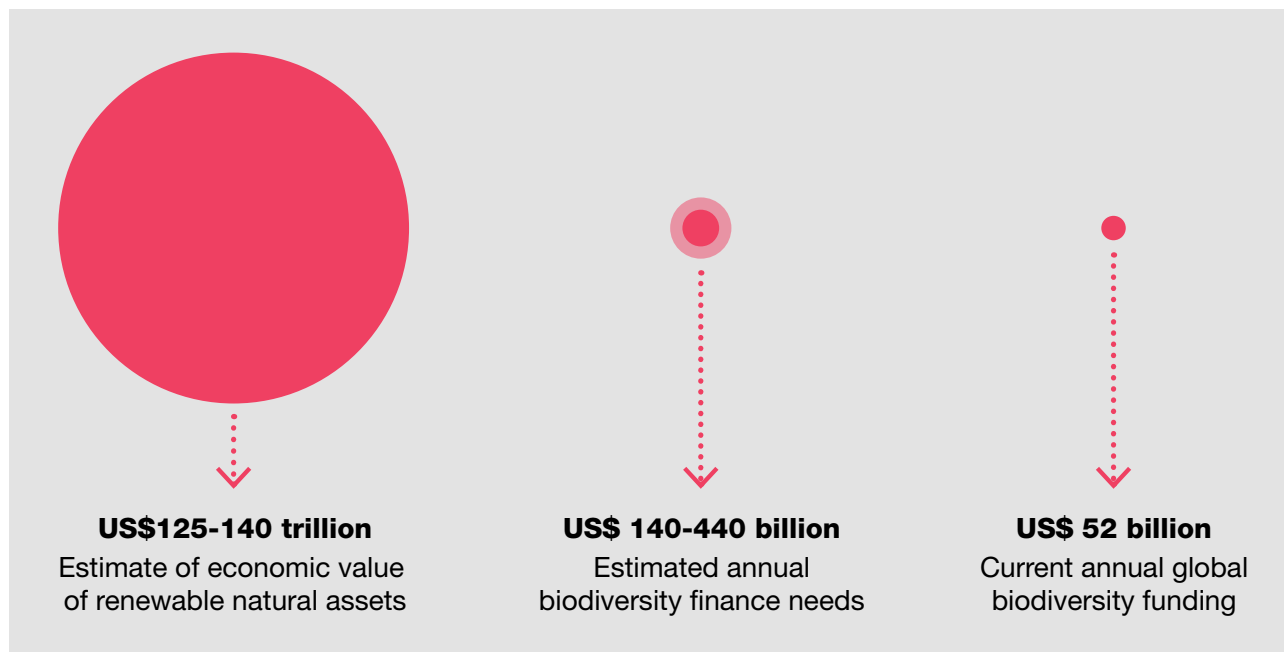 US$125-140 trillion
Estimate of economic value
of renewable natural assets
US$ 140-440 billion
Estimated annual
biodiversity finance needs
US$ 52 billion
Current annual global
biodiversity funding